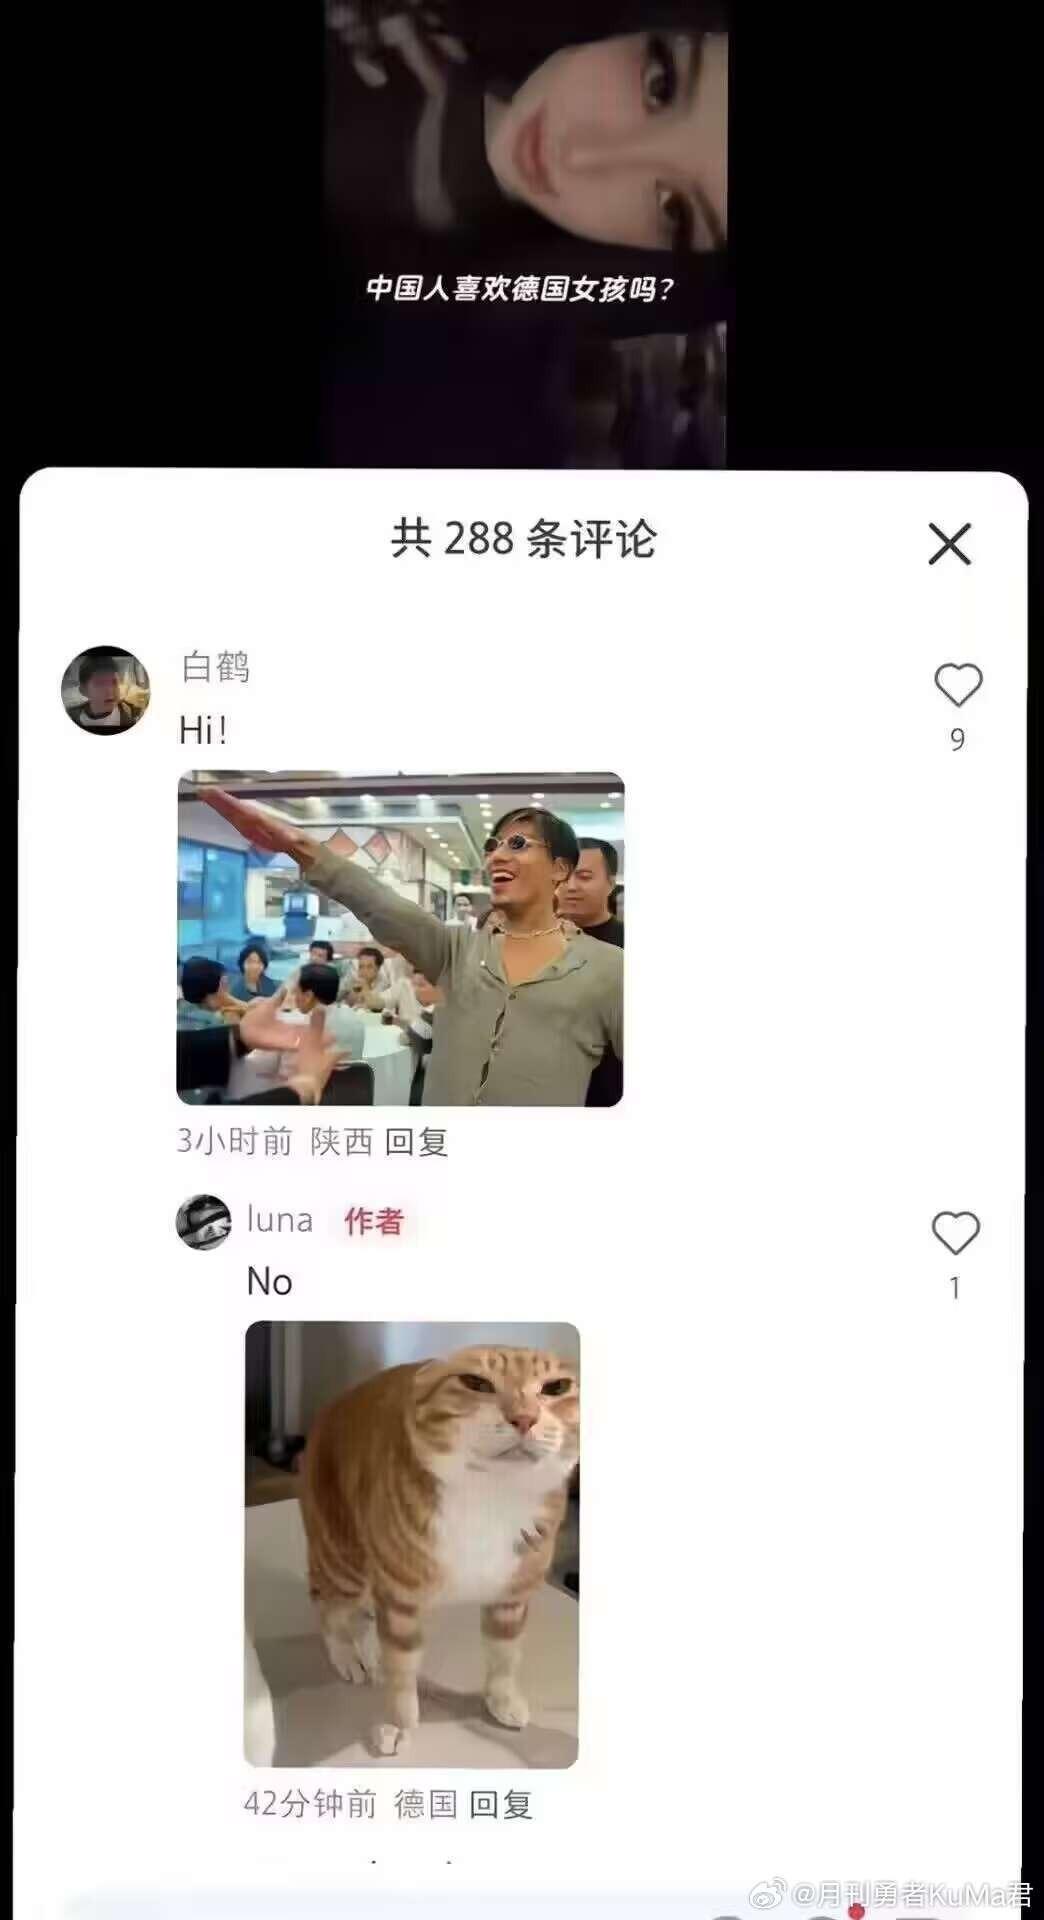 中国人喜欢德国女孩吗?
共 288 条评论
白鹤
Hi!
9
3小时前 陕西 回复
luna 作者
No
1
42分钟前 德国 回复
@月刊勇者KuMa君